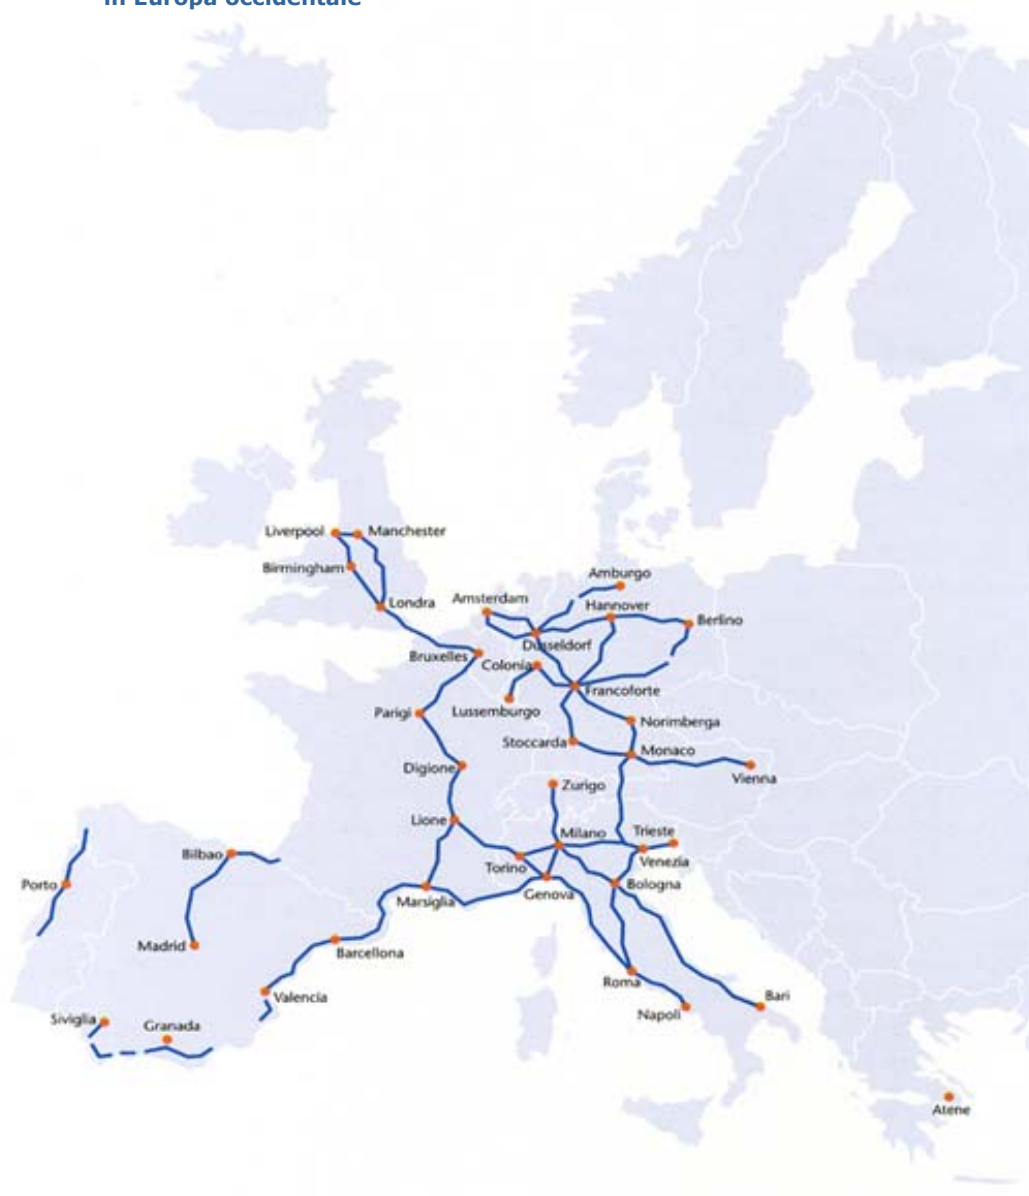 in Europa occidentale
Liverpool
Manchester
Birmingham
Londra
Amburgo
Amsterdam
Hannover
Berlino
Düsseldorf
Bruxelles
Colonia
Francoforte
Parigi
Lussemburgo
Norimberga
Stoccarda
Monaco
Digione
Vienna
Zurigo
Lione
Milano
Trieste
Bilbao
Torino
Venezia
Porto
Genova
Bologna
Marsiglia
Madrid
Barcellona
Roma
Valencia
Bari
Napoli
Siviglia
Granada
Atene